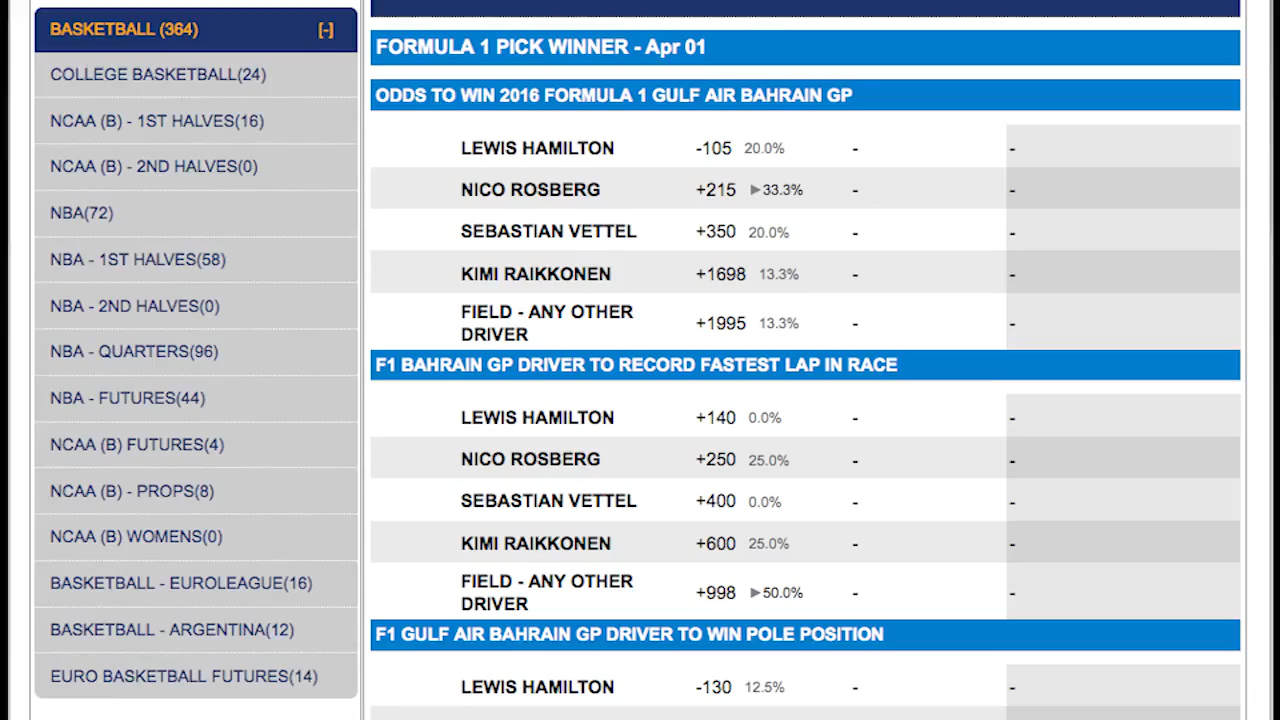 BASKETBALL (364) [-]
COLLEGE BASKETBALL(24)
NCAA (B) - 1ST HALVES(16)
NCAA (B) - 2ND HALVES(0)
NBA(72)
NBA - 1ST HALVES(58)
NBA - 2ND HALVES(0)
NBA - QUARTERS(96)
NBA - FUTURES(44)
NCAA (B) FUTURES(4)
NCAA (B) - PROPS(8)
NCAA (B) WOMENS(0)
BASKETBALL - EUROLEAGUE(16)
BASKETBALL - ARGENTINA(12)
EURO BASKETBALL FUTURES(14)
FORMULA 1 PICK WINNER - Apr 01
ODDS TO WIN 2016 FORMULA 1 GULF AIR BAHRAIN GP
LEWIS HAMILTON -105 20.0% - -
NICO ROSBERG +215 ▶33.3% - -
SEBASTIAN VETTEL +350 20.0% - -
KIMI RAIKKONEN +1698 13.3% - -
FIELD - ANY OTHER
DRIVER +1995 13.3% - -
F1 BAHRAIN GP DRIVER TO RECORD FASTEST LAP IN RACE
LEWIS HAMILTON +140 0.0% - -
NICO ROSBERG +250 25.0% - -
SEBASTIAN VETTEL +400 0.0% - -
KIMI RAIKKONEN +600 25.0% - -
FIELD - ANY OTHER
DRIVER +998 ▶50.0% - -
F1 GULF AIR BAHRAIN GP DRIVER TO WIN POLE POSITION
LEWIS HAMILTON -130 12.5% - -